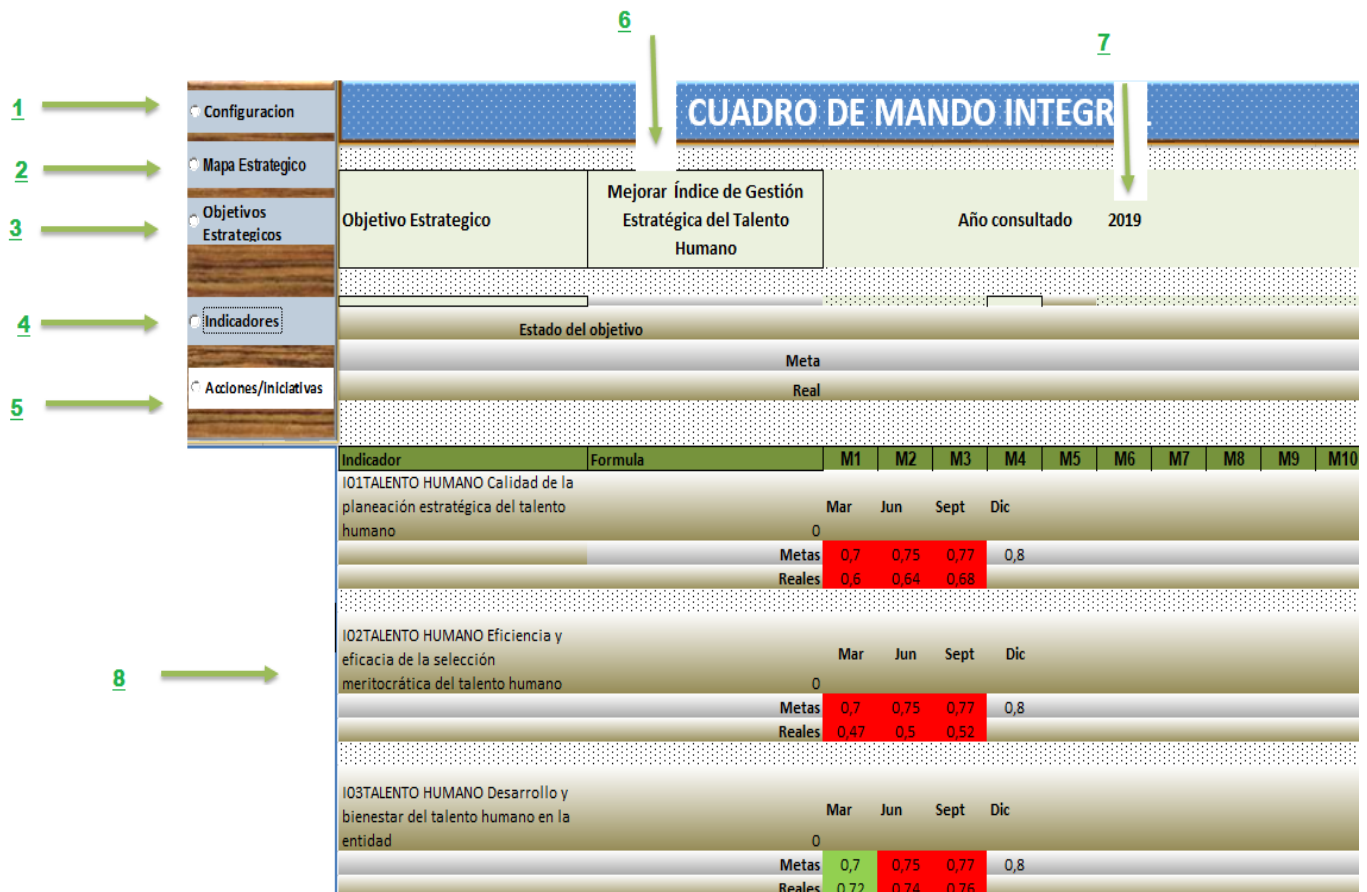 6
7
1
Configuracion
CUADRO DE MANDO INTEGR
2
Mapa Estrategico
3
Objetivos
Estrategicos
Objetivo Estrategico
Mejorar Índice de Gestión
Estratégica del Talento
Humano
Año consultado 2019
4
Indicadores
Estado del objetivo
Meta
5
Acciones/Iniciativas
Real
Indicador Formula M1 M2 M3 M4 M5 M6 M7 M8 M9 M10
I01TALENTO HUMANO Calidad de la
planeación estratégica del talento
humano
0
Mar Jun Sept Dic
Metas 0,7 0,75 0,77 0,8
Reales 0,6 0,64 0,68
8
I02TALENTO HUMANO Eficiencia y
eficacia de la selección
meritocrática del talento humano
0
Mar Jun Sept Dic
Metas 0,7 0,75 0,77 0,8
Reales 0,47 0,5 0,52
I03TALENTO HUMANO Desarrollo y
bienestar del talento humano en la
entidad
0
Mar Jun Sept Dic
Metas 0,7 0,75 0,77 0,8
Reales 0,72 0,74 0,76